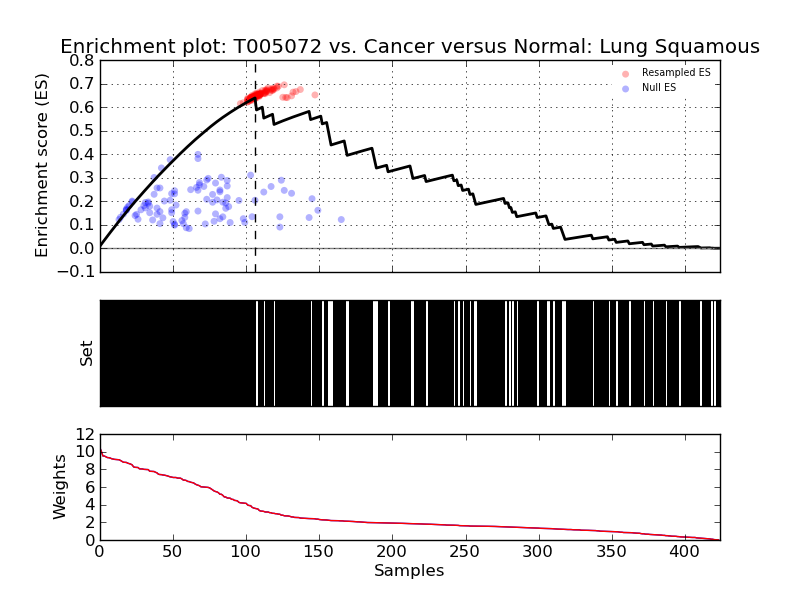 Enrichment plot: T005072 vs. Cancer versus Normal: Lung Squamous
0.8
0.7
0.6
0.5
0.4
0.3
0.2
0.1
0.0
−0.1
Enrichment score (ES)
Resampled ES
Null ES
Set
12
10
8
6
4
2
0
Weights
0 50 100 150 200 250 300 350 400
Samples